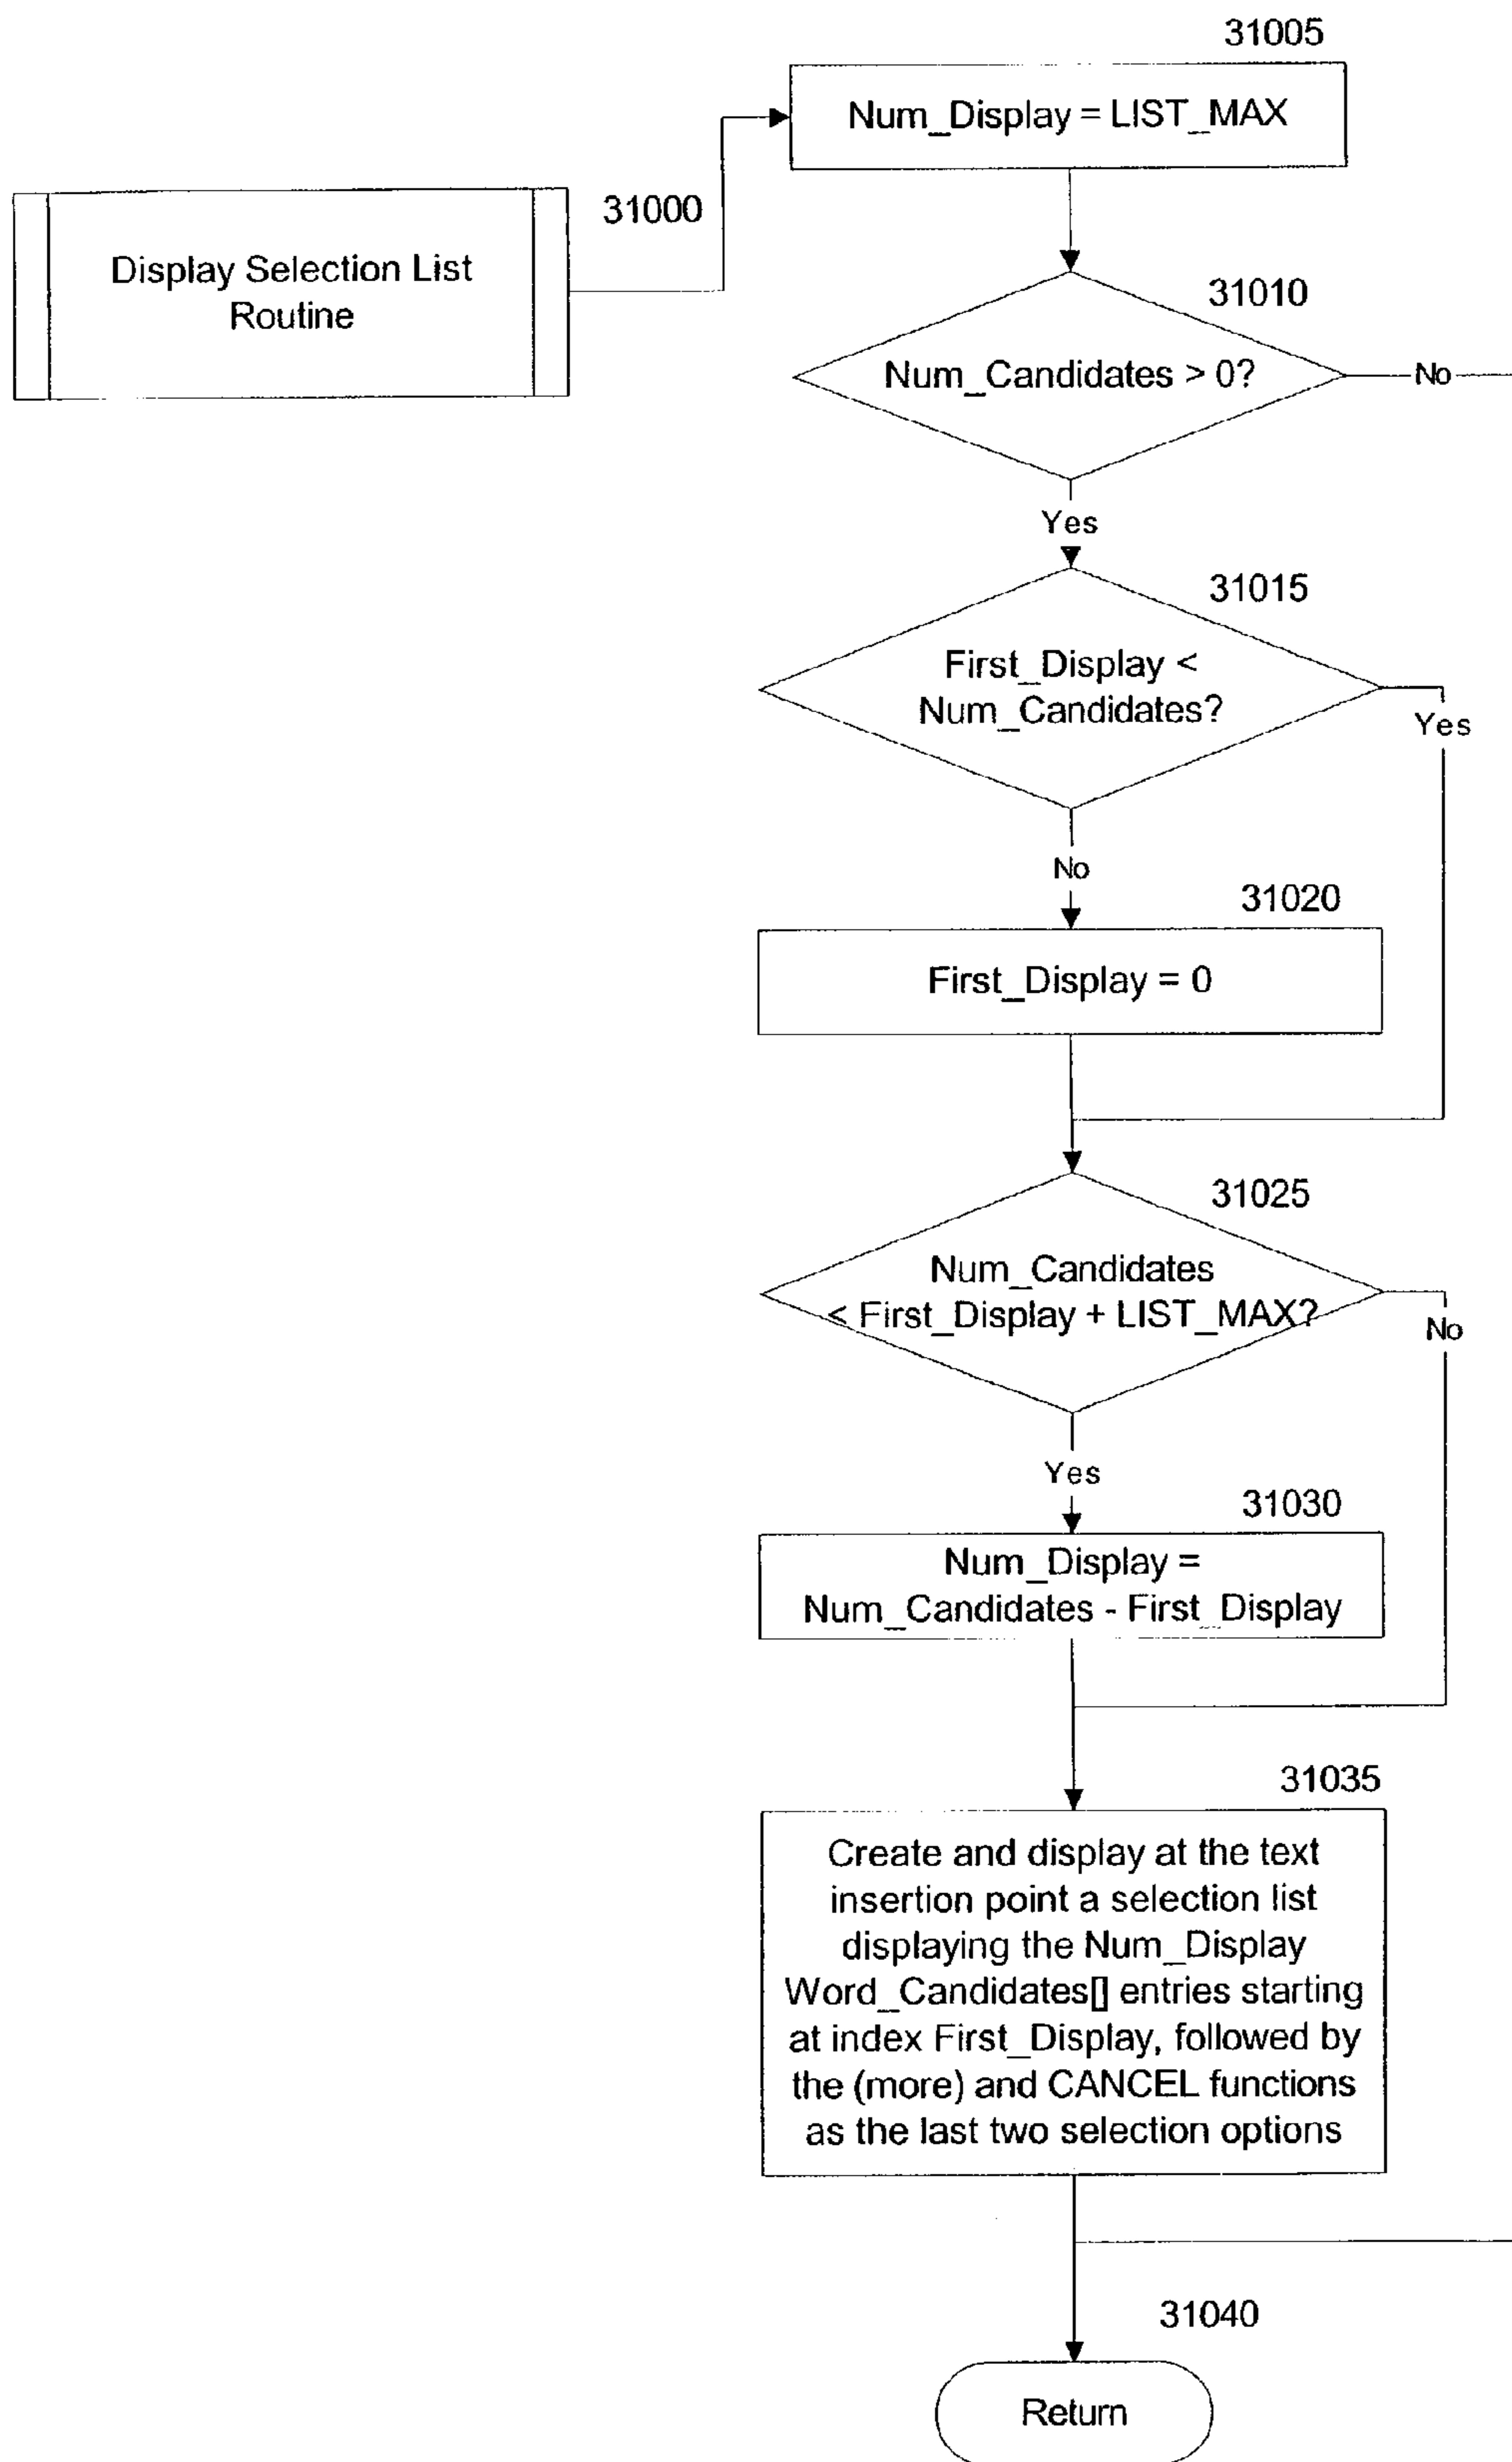 31005
Num_Display = LIST_MAX
31000
Display Selection List
Routine
31010
Num_Candidates > 0?
No
Yes
31015
First_Display <
Num_Candidates?
Yes
No
31020
First_Display = 0
31025
Num_Candidates
< First_Display + LIST_MAX?
No
Yes
31030
Num_Display =
Num_Candidates - First_Display
31035
Create and display at the text
insertion point a selection list
displaying the Num_Display
Word_Candidates[] entries starting
at index First_Display, followed by
the (more) and CANCEL functions
as the last two selection options
31040
Return